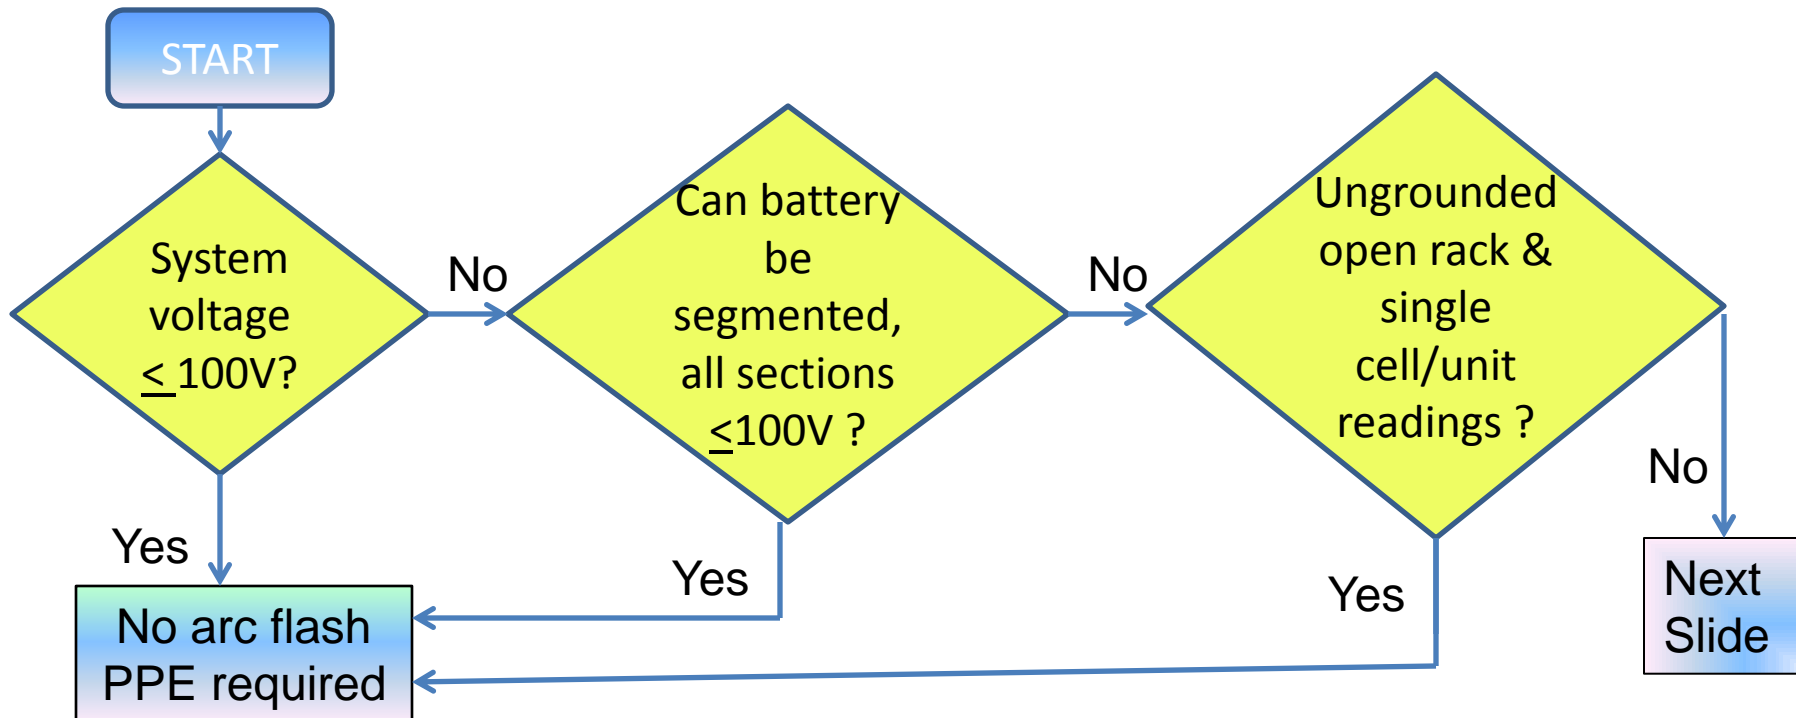 START
System
voltage
≤ 100V?
No
Can battery
be
segmented,
all sections
≤100V ?
No
Ungrounded
open rack &
single
cell/unit
readings ?
No
Yes
Yes
Yes
No arc flash
PPE required
Next
Slide